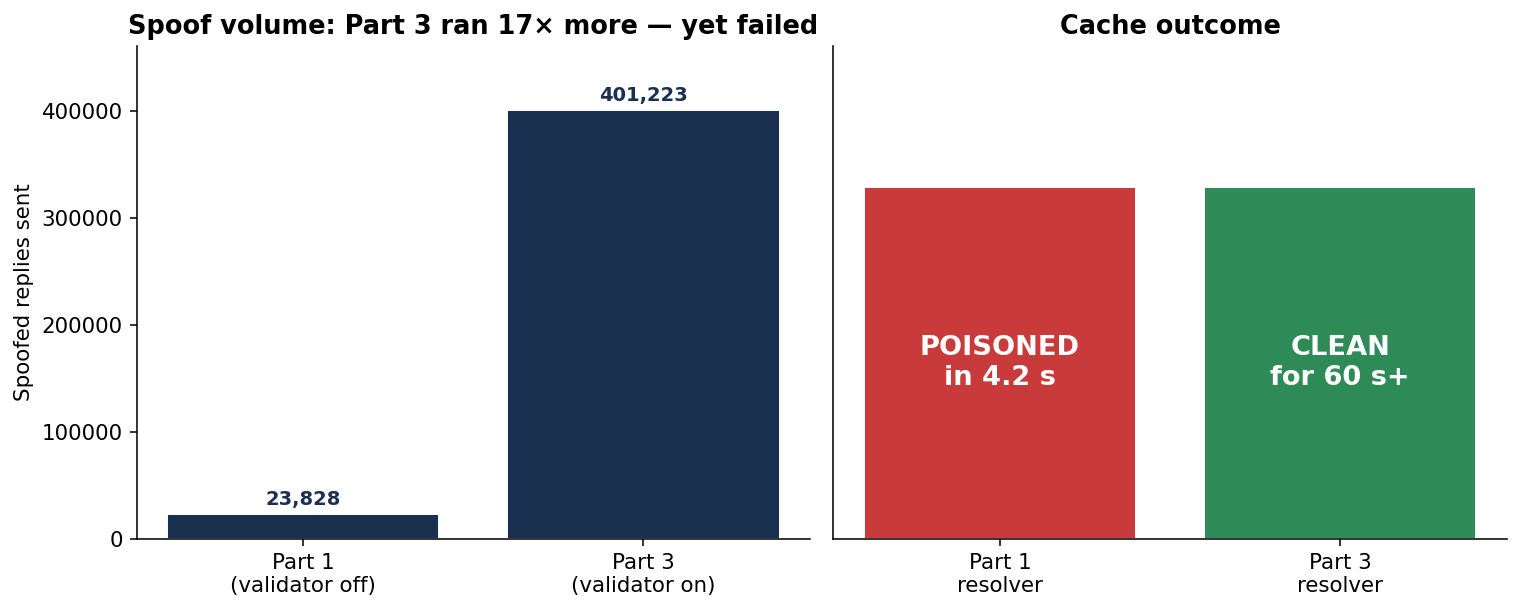 Spoof volume: Part 3 ran 17× more — yet failed
Spoofed replies sent
400000
300000
200000
100000
0
401,223
23,828
Part 1
(validator off)
Part 3
(validator on)
Cache outcome
POISONED
in 4.2 s
CLEAN
for 60 s+
Part 1
resolver
Part 3
resolver